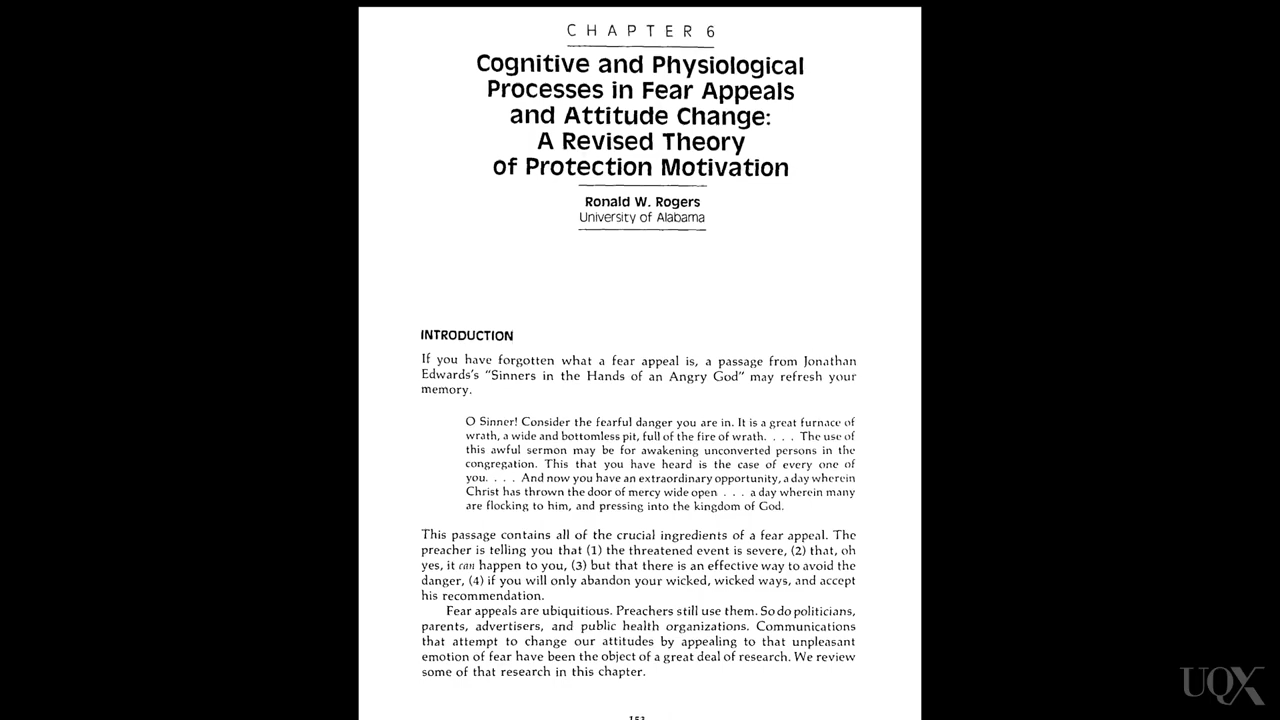 CHAPTER 6
Cognitive and Physiological
Processes in Fear Appeals
and Attitude Change:
A Revised Theory
of Protection Motivation
Ronald W. Rogers
University of Alabama
INTRODUCTION
If you have forgotten what a fear appeal is, a passage from Jonathan
Edwards's "Sinners in the Hands of an Angry God" may refresh your
memory.
O Sinner! Consider the fearful danger you are in. It is a great furnace of
wrath, a wide and bottomless pit, full of the fire of wrath. . . . The use of
this awful sermon may be for awakening unconverted persons in the
congregation. This that you have heard is the case of every one of
you. . . . And now you have an extraordinary opportunity, a day wherein
Christ has thrown the door of mercy wide open . . . a day wherein many
are flocking to him, and pressing into the kingdom of God.
This passage contains all of the crucial ingredients of a fear appeal. The
preacher is telling you that (1) the threatened event is severe, (2) that, oh
yes, it can happen to you, (3) but that there is an effective way to avoid the
danger, (4) if you will only abandon your wicked, wicked ways, and accept
his recommendation.
Fear appeals are ubiquitious. Preachers still use them. So do politicians,
parents, advertisers, and public health organizations. Communications
that attempt to change our attitudes by appealing to that unpleasant
emotion of fear have been the object of a great deal of research. We review
some of that research in this chapter.
UQX